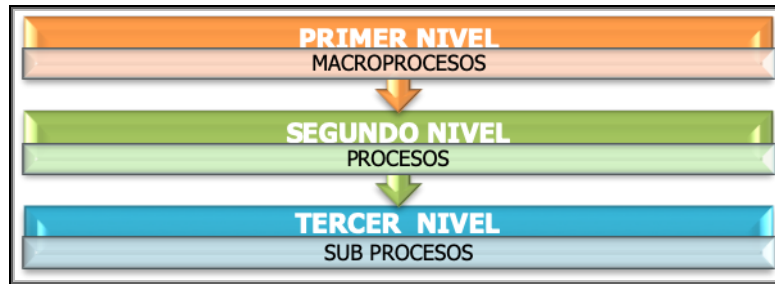 PRIMER NIVEL
MACROPROCESOS
SEGUNDO NIVEL
PROCESOS
TERCER NIVEL
SUB PROCESOS